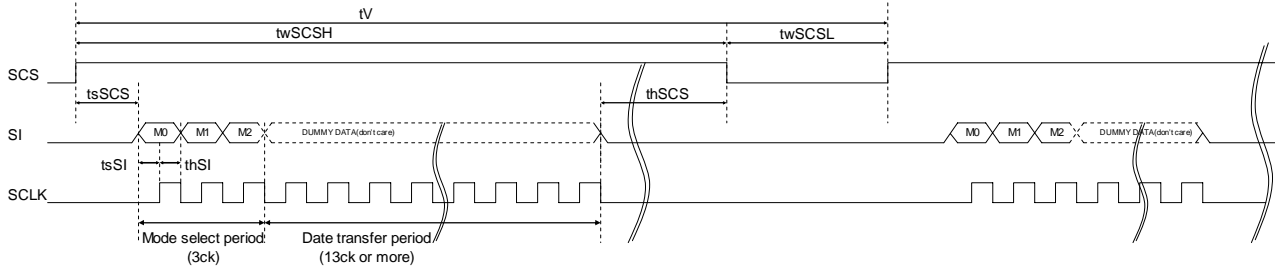 tV
twSCSH twSCSL
SCS
tsSCS thSCS
SI M0 M1 M2 DUMMY DATA(don't care) M0 M1 M2 DUMMY DATA(don't care)
tsSI thSI
SCLK
Mode select period Date transfer period
(3ck) (13ck or more)